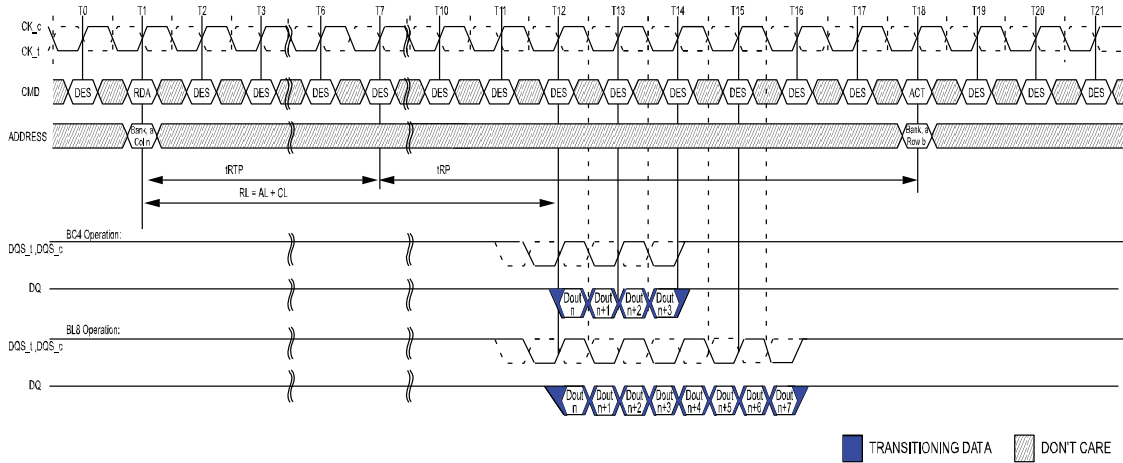 T0 T1 T2 T3 T6 T7 T10 T11 T12 T13 T14 T15 T16 T17 T18 T19 T20 T21
CK_c
CK_t
CMD DES RDA DES DES DES DES DES DES DES DES DES DES DES DES ACT DES DES DES
ADDRESS Bank, a Col n Bank, a Row b
tRTP tRP
RL = AL + CL
BC4 Operation:
DQS_t ,DQS_c
DQ Dout n Dout n+1 Dout n+2 Dout n+3
BL8 Operation:
DQS_t ,DQS_c
DQ Dout n Dout n+1 Dout n+2 Dout n+3 Dout n+4 Dout n+5 Dout n+6 Dout n+7
TRANSITIONING DATA DON'T CARE